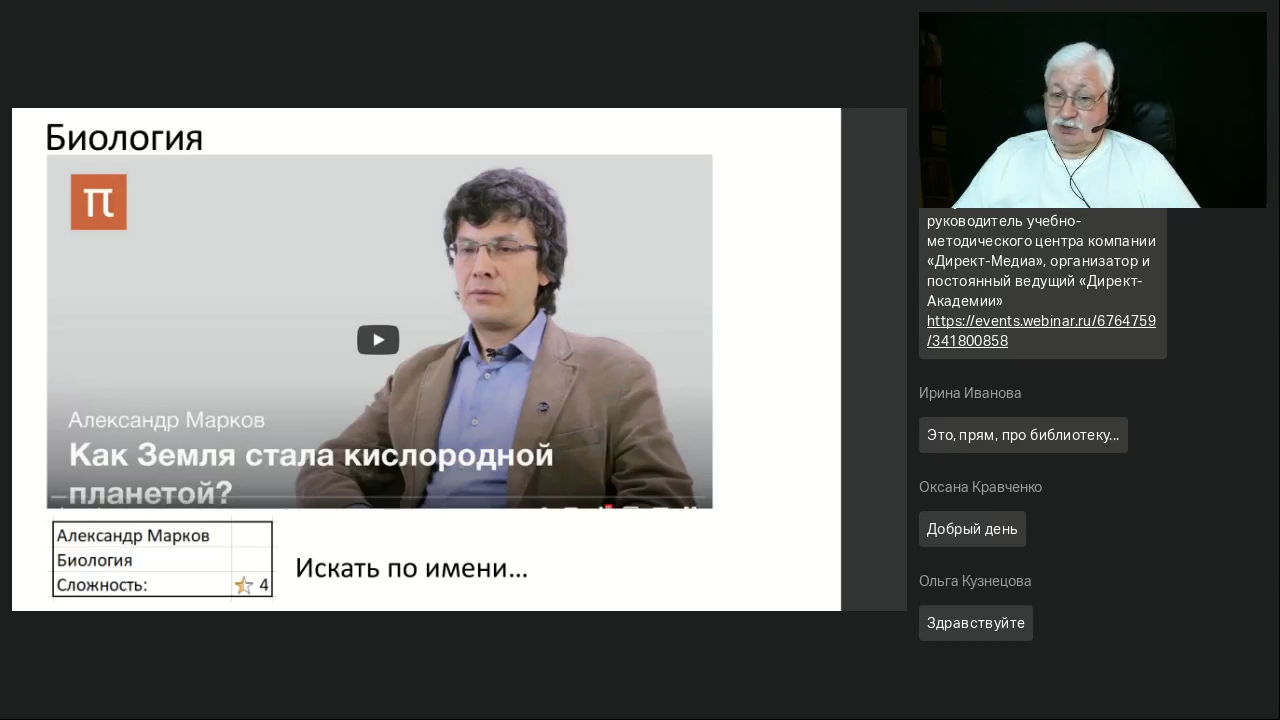 Биология
π
Александр Марков
Как Земля стала кислородной
планетой?
Александр Марков
Биология
Сложность:
4
Искать по имени...
руководитель учебно-
методического центра компании
«Директ-Медиа», организатор и
постоянный ведущий «Директ-
Академии»
https://events.webinar.ru/6764759
/341800858
Ирина Иванова
Это, прям, про библиотеку...
Оксана Кравченко
Добрый день
Ольга Кузнецова
Здравствуйте